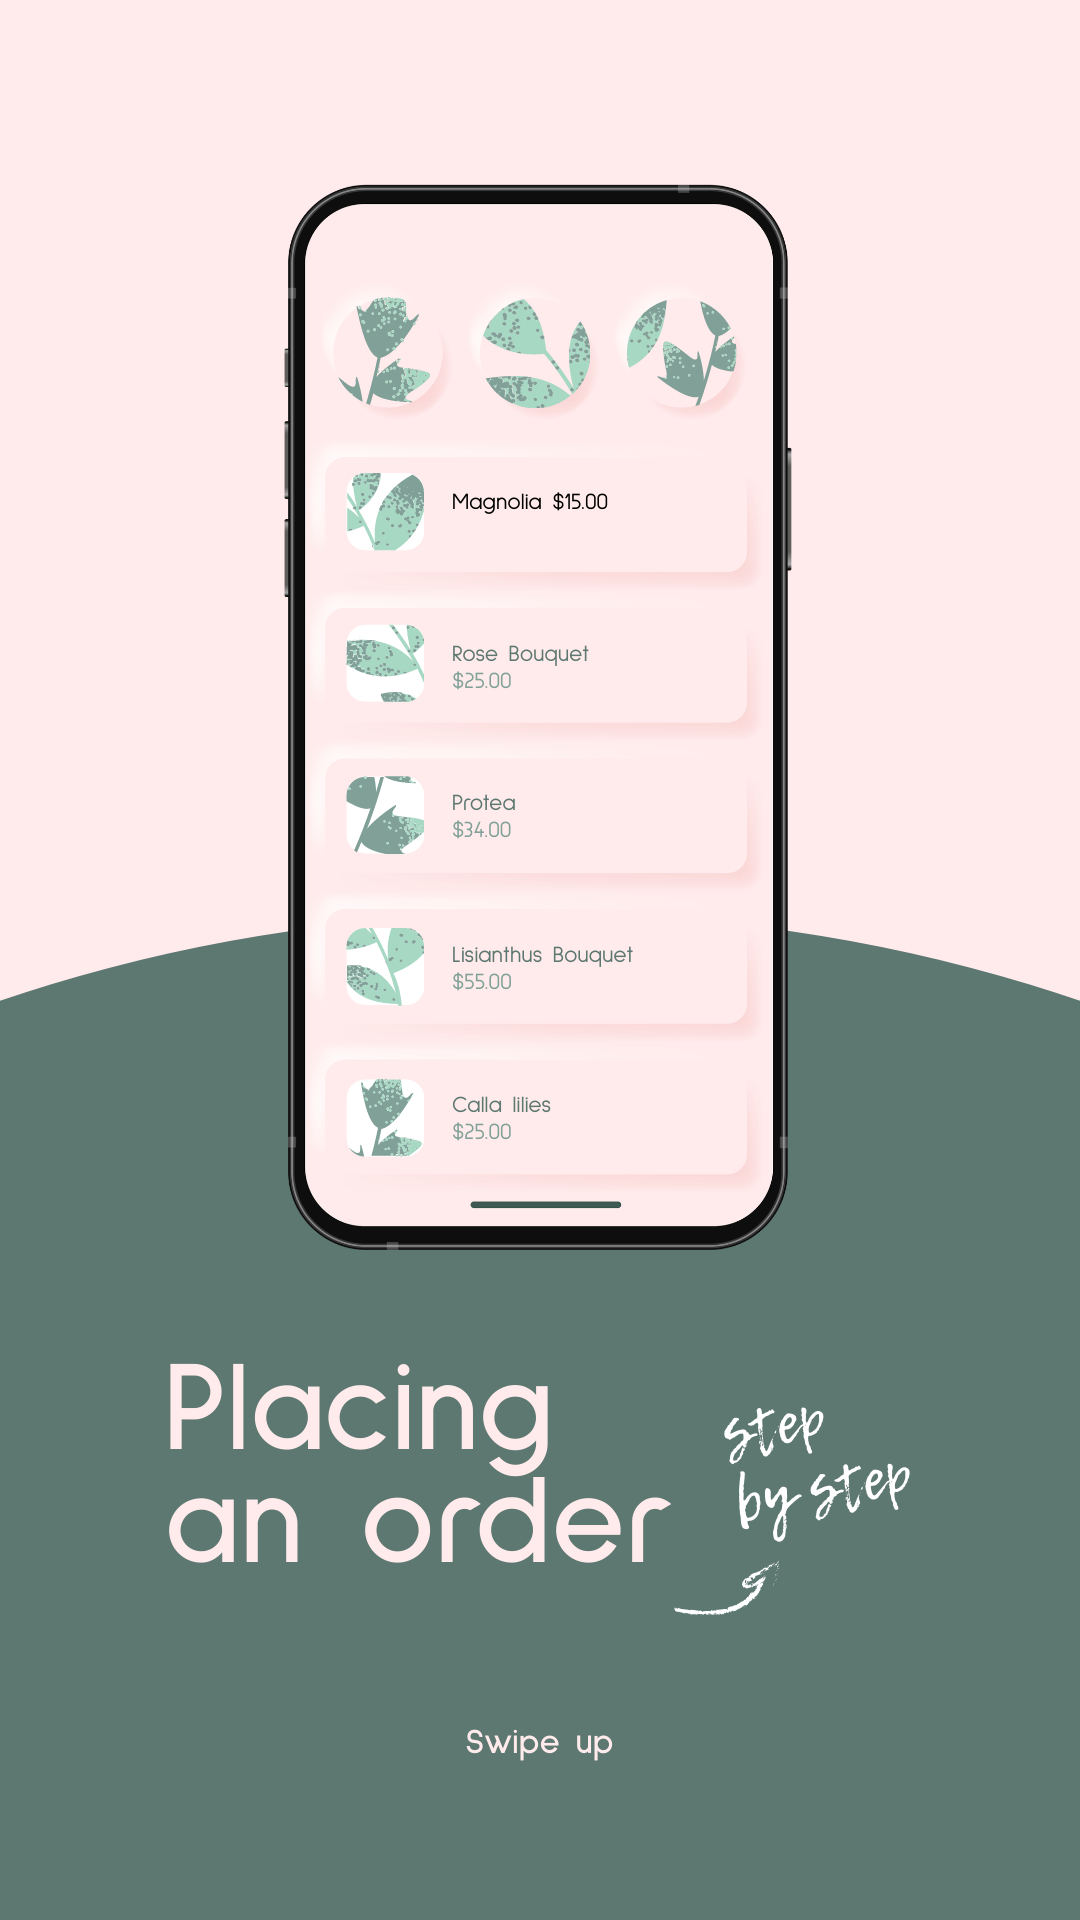 Magnolia $15.00
Rose Bouquet
$25.00
Protea
$34.00
Lisianthus Bouquet
$55.00
Calla lilies
$25.00
Placing
an order
step
by step
Swipe up